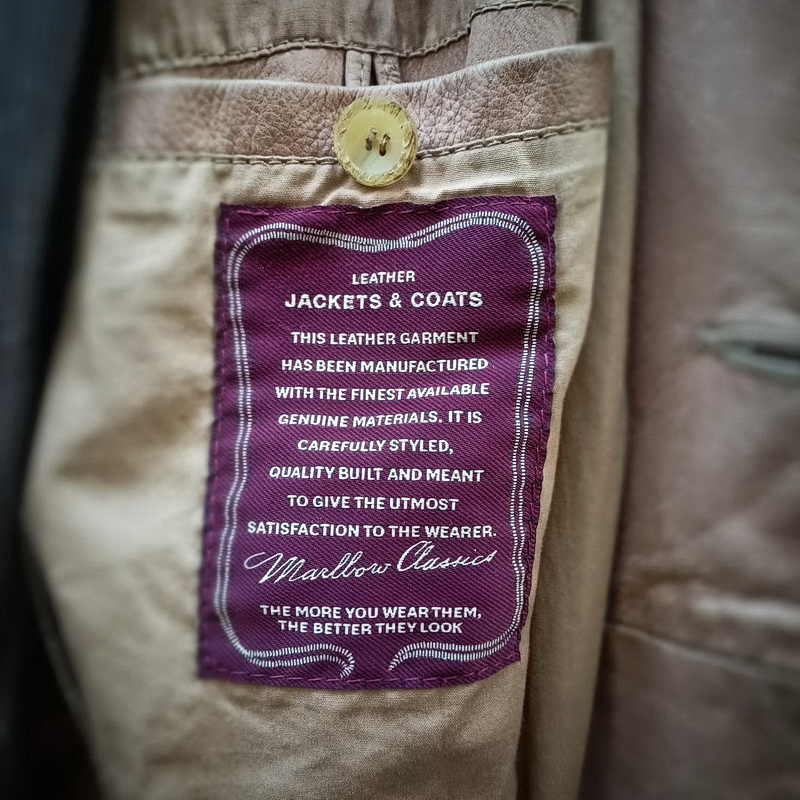 LEATHER
JACKETS & COATS
THIS LEATHER GARMENT
HAS BEEN MANUFACTURED
WITH THE FINEST AVAILABLE
GENUINE MATERIALS. IT IS
CAREFULLY STYLED,
QUALITY BUILT AND MEANT
TO GIVE THE UTMOST
SATISFACTION TO THE WEARER.
Marlbow Classics
THE MORE YOU WEAR THEM,
THE BETTER THEY LOOK